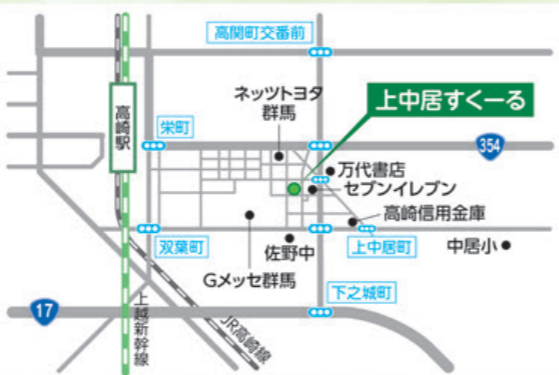 高関町交番前
ネッツトヨタ
群馬
上中居すくーる
高崎駅
栄町
354
万代書店
セブンイレブン
高崎信用金庫
双葉町
佐野中
上中居町
中居小
Gメッセ群馬
17
上越新幹線
JR高崎線
下之城町